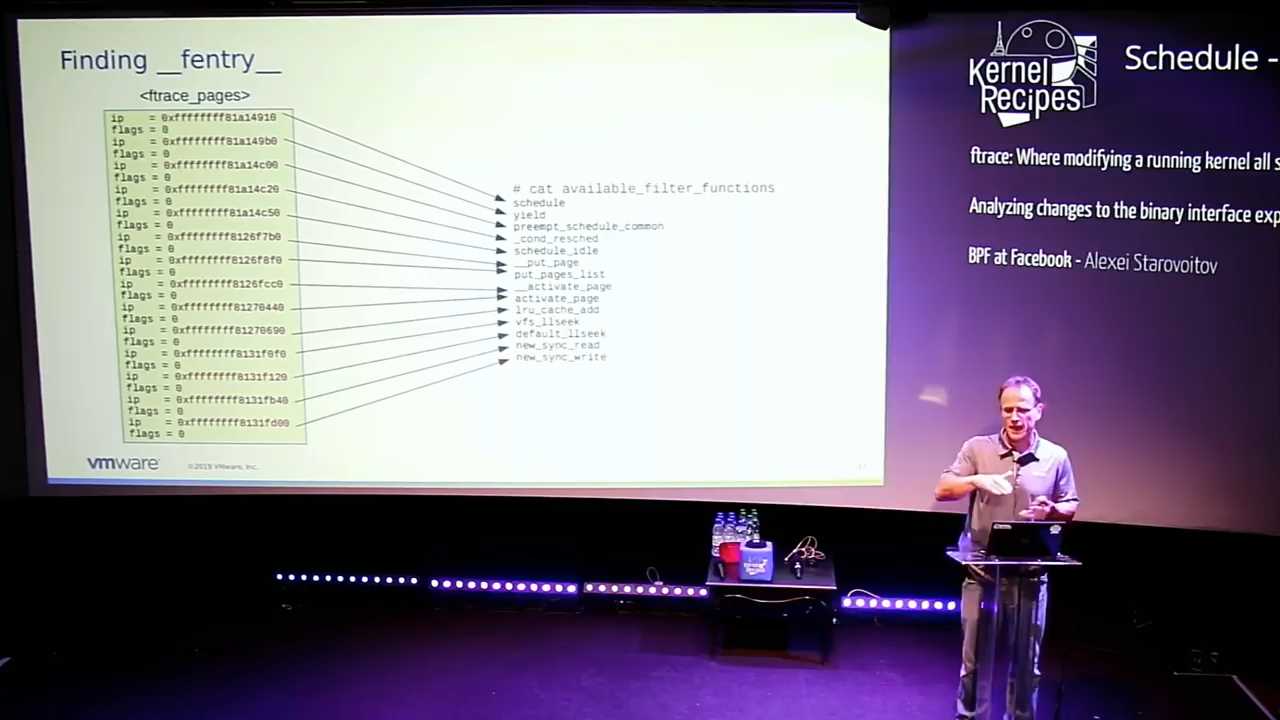 Finding __fentry__
<ftrace_pages>
ip = 0xffffffff81a14910
flags = 0
ip = 0xffffffff81a149b0
flags = 0
ip = 0xffffffff81a14c00
flags = 0
ip = 0xffffffff81a14c20
flags = 0
ip = 0xffffffff81a14c50
flags = 0
ip = 0xffffffff8126f7b0
flags = 0
ip = 0xffffffff8126f8f0
flags = 0
ip = 0xffffffff8126fcc0
flags = 0
ip = 0xffffffff81270440
flags = 0
ip = 0xffffffff81270690
flags = 0
ip = 0xffffffff8131f0f0
flags = 0
ip = 0xffffffff8131f120
flags = 0
ip = 0xffffffff8131fb40
flags = 0
ip = 0xffffffff8131fd00
flags = 0
# cat available_filter_functions
schedule
yield
preempt_schedule_common
_cond_resched
schedule_idle
__put_page
put_pages_list
__activate_page
activate_page
lru_cache_add
vfs_llseek
default_llseek
new_sync_read
new_sync_write
vmware
©2019 VMware, Inc.
Kernel
Recipes
Schedule -
ftrace: Where modifying a running kernel all s
Analyzing changes to the binary interface exp
BPF at Facebook - Alexei Starovoitov